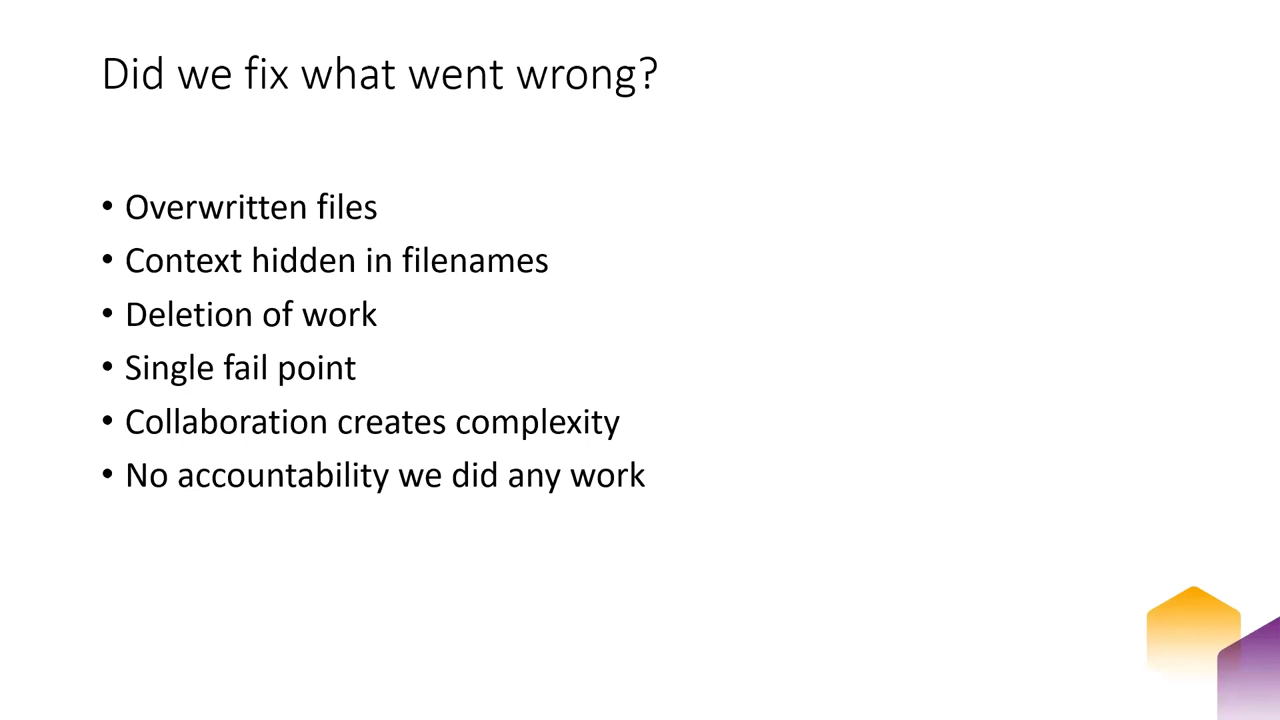 Did we fix what went wrong?
• Overwritten files
• Context hidden in filenames
• Deletion of work
• Single fail point
• Collaboration creates complexity
• No accountability we did any work